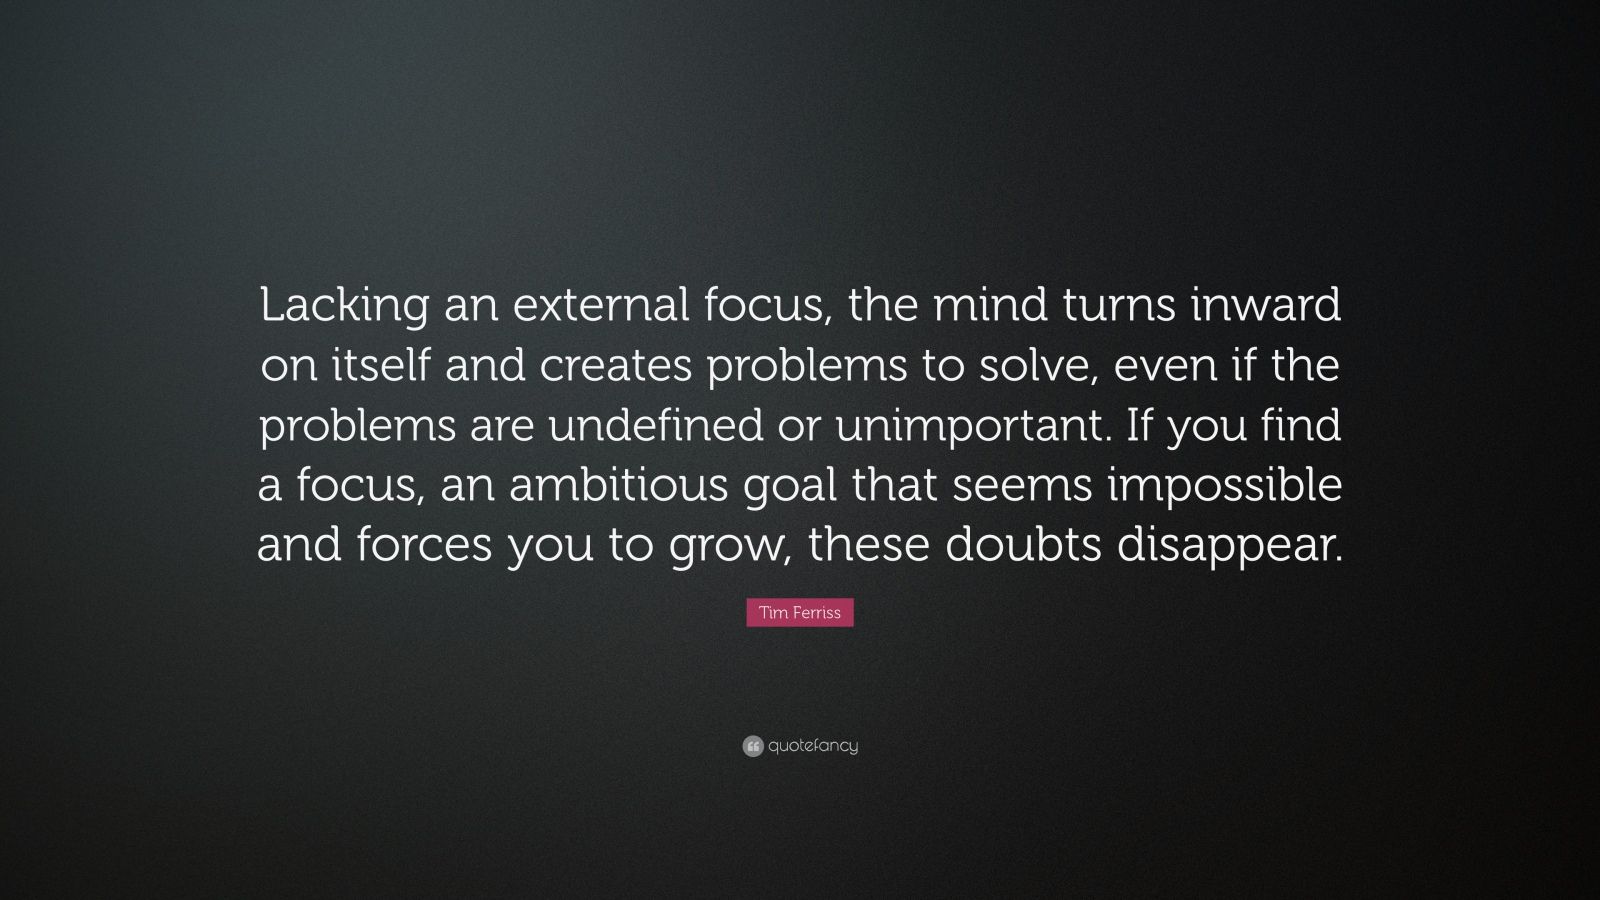 Lacking an external focus, the mind turns inward
on itself and creates problems to solve, even if the
problems are undefined or unimportant. If you find
a focus, an ambitious goal that seems impossible
and forces you to grow, these doubts disappear.
Tim Ferriss
quotefancy